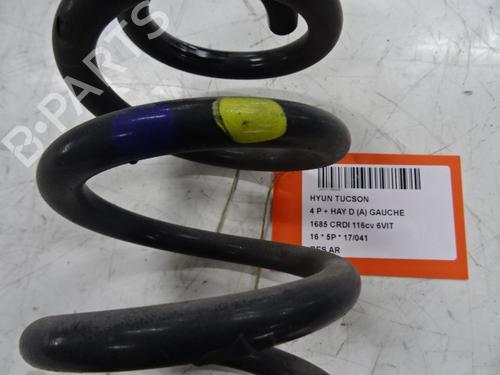 B-PARTS
HYUN TUCSON
4 P + HAY D (A) GAUCHE
1685 CRDI 116cv 6VIT
16 * 5P * 17/041
RES AR